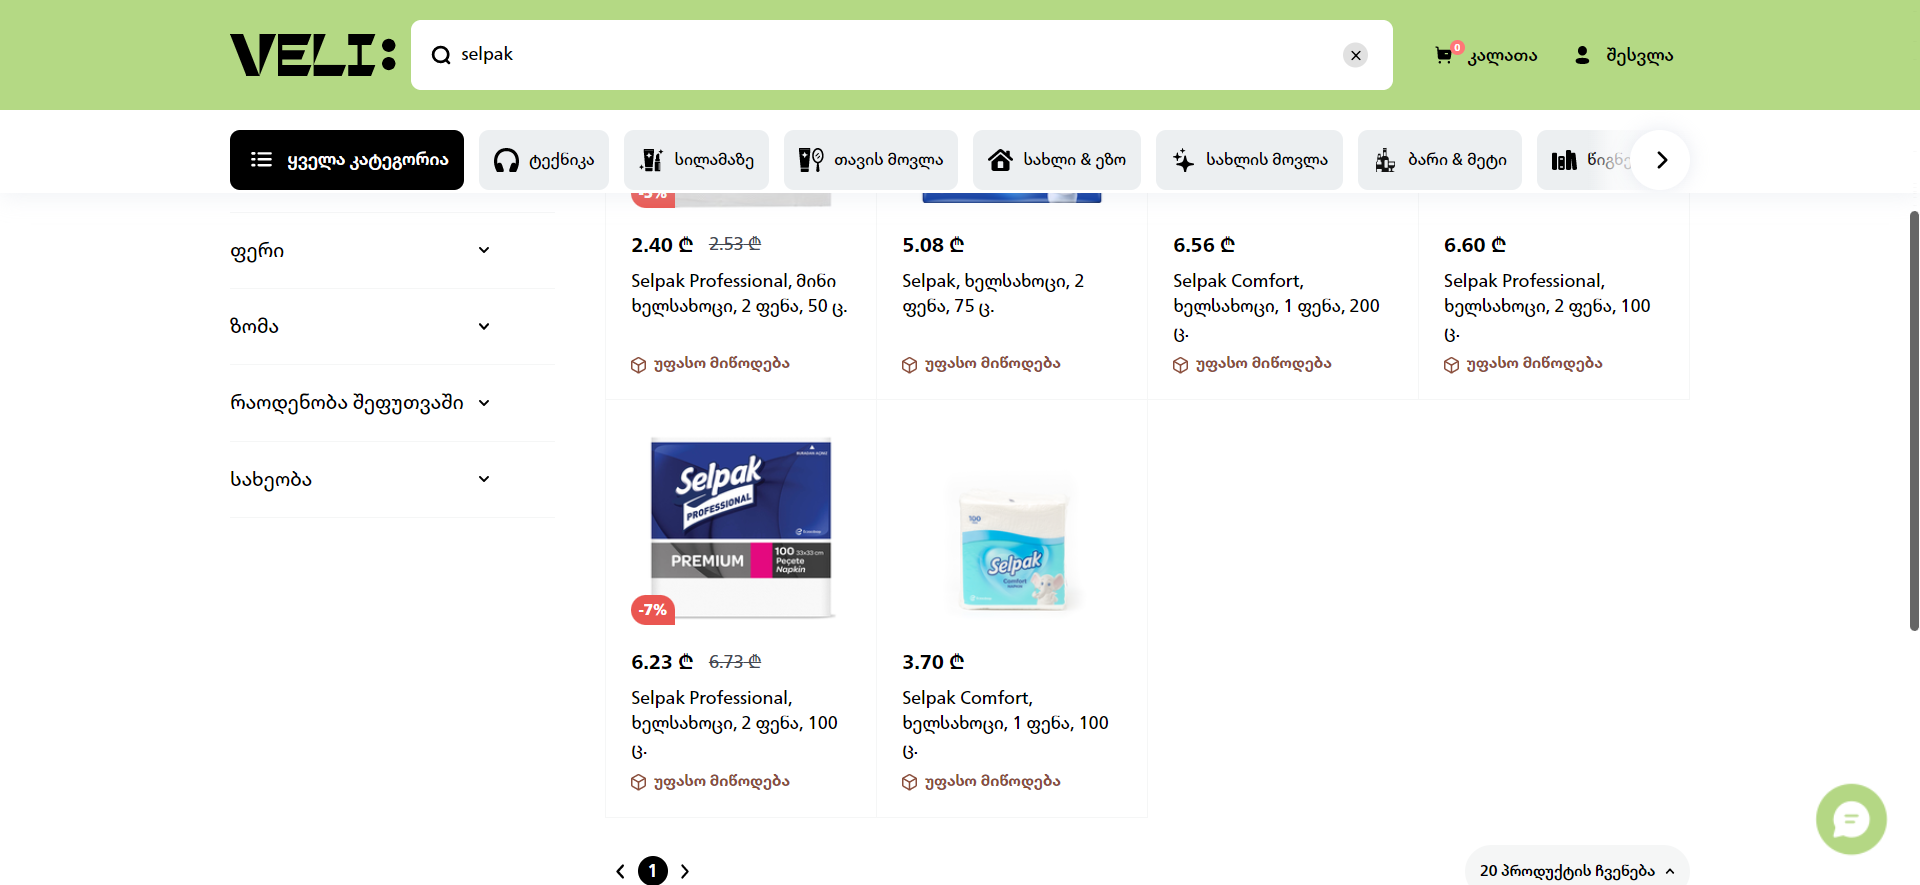 VELI:
selpak
0
კალათა
შესვლა
ყველა კატეგორია
ტექნიკა
სილამაზე
თავის მოვლა
სახლი & ეზო
სახლის მოვლა
ბარი & მეტი
ფერი
ზომა
რაოდენობა შეფუთვაში
სახეობა
2.40 ₾ 2.53 ₾
Selpak Professional, მინი
ხელსახოცი, 2 ფენა, 50 ც.
უფასო მიწოდება
5.08 ₾
Selpak, ხელსახოცი, 2
ფენა, 75 ც.
უფასო მიწოდება
6.56 ₾
Selpak Comfort,
ხელსახოცი, 1 ფენა, 200
ც.
უფასო მიწოდება
6.60 ₾
Selpak Professional,
ხელსახოცი, 2 ფენა, 100
ც.
უფასო მიწოდება
Selpak
PROFESSIONAL
PREMIUM
100 33x33 cm
Peçete
Napkin
-7%
6.23 ₾ 6.73 ₾
Selpak Professional,
ხელსახოცი, 2 ფენა, 100
ც.
უფასო მიწოდება
100
Selpak
Comfort
3.70 ₾
Selpak Comfort,
ხელსახოცი, 1 ფენა, 100
ც.
უფასო მიწოდება
1
20 პროდუქტის ჩვენება